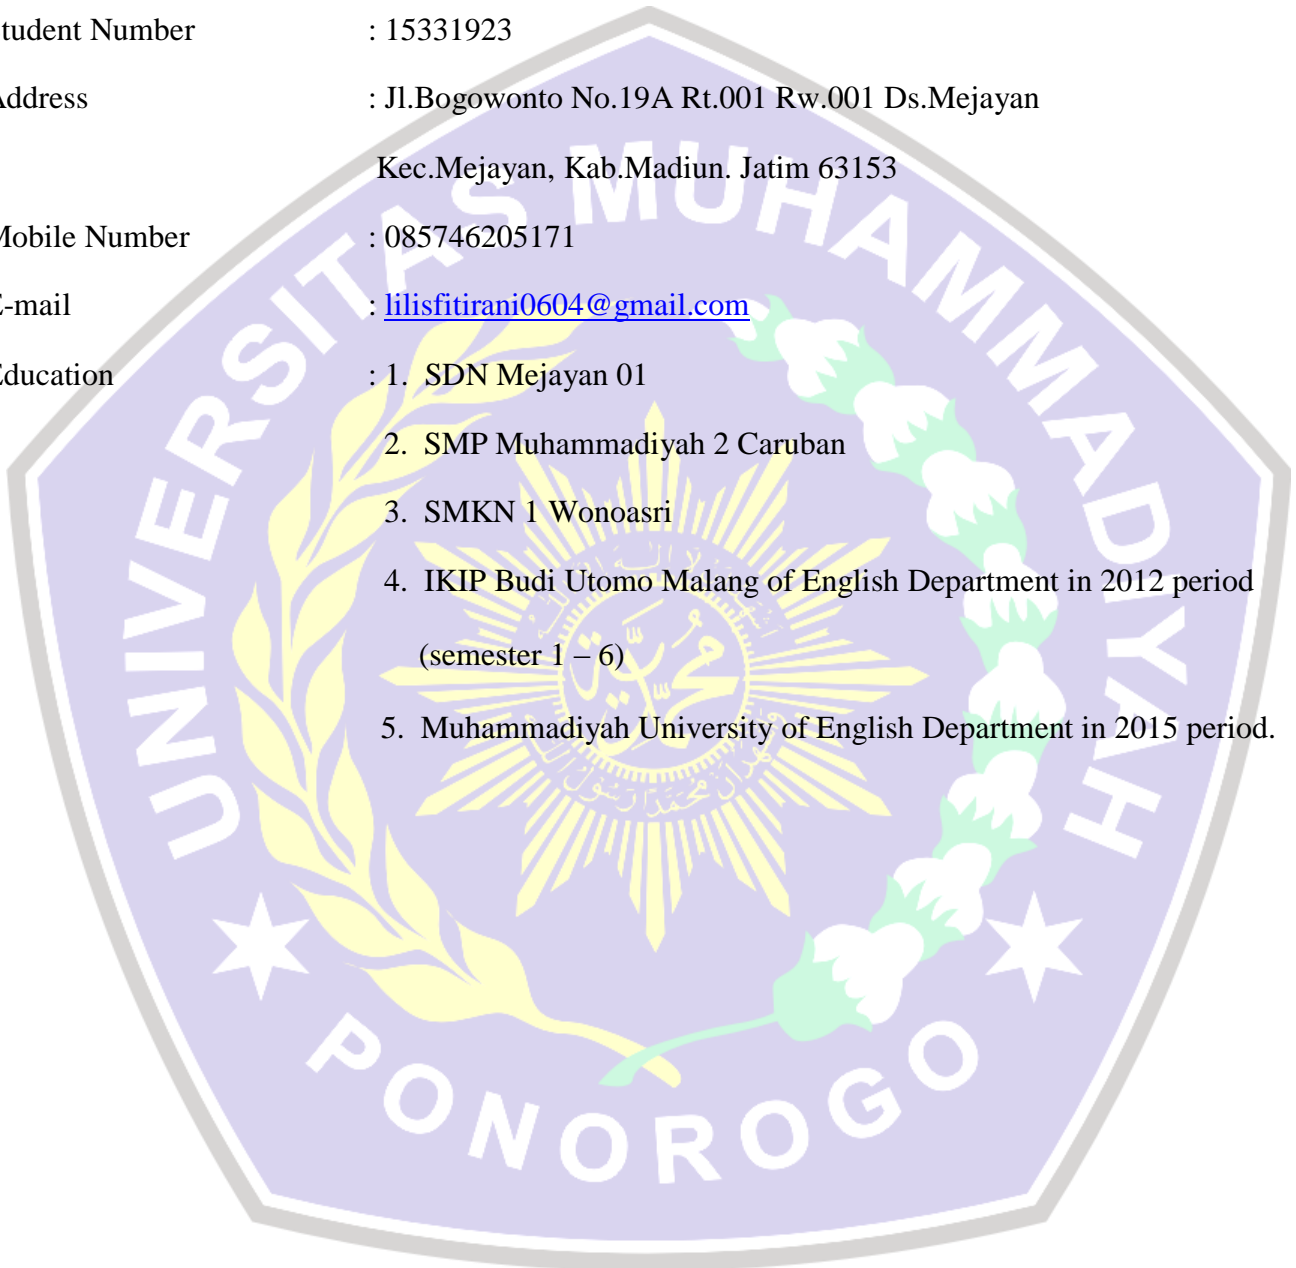 tudent Number : 15331923
Address : Jl.Bogowonto No.19A Rt.001 Rw.001 Ds.Mejayan
Kec.Mejayan, Kab.Madiun. Jatim 63153
Mobile Number : 085746205171
E-mail : lilisfitirani0604@gmail.com
Education : 1. SDN Mejayan 01
2. SMP Muhammadiyah 2 Caruban
3. SMKN 1 Wonoasri
4. IKIP Budi Utomo Malang of English Department in 2012 period
(semester 1 – 6)
5. Muhammadiyah University of English Department in 2015 period.
UNIVERSITAS MUHAMMADIYAH
PONOROGO
محمدية